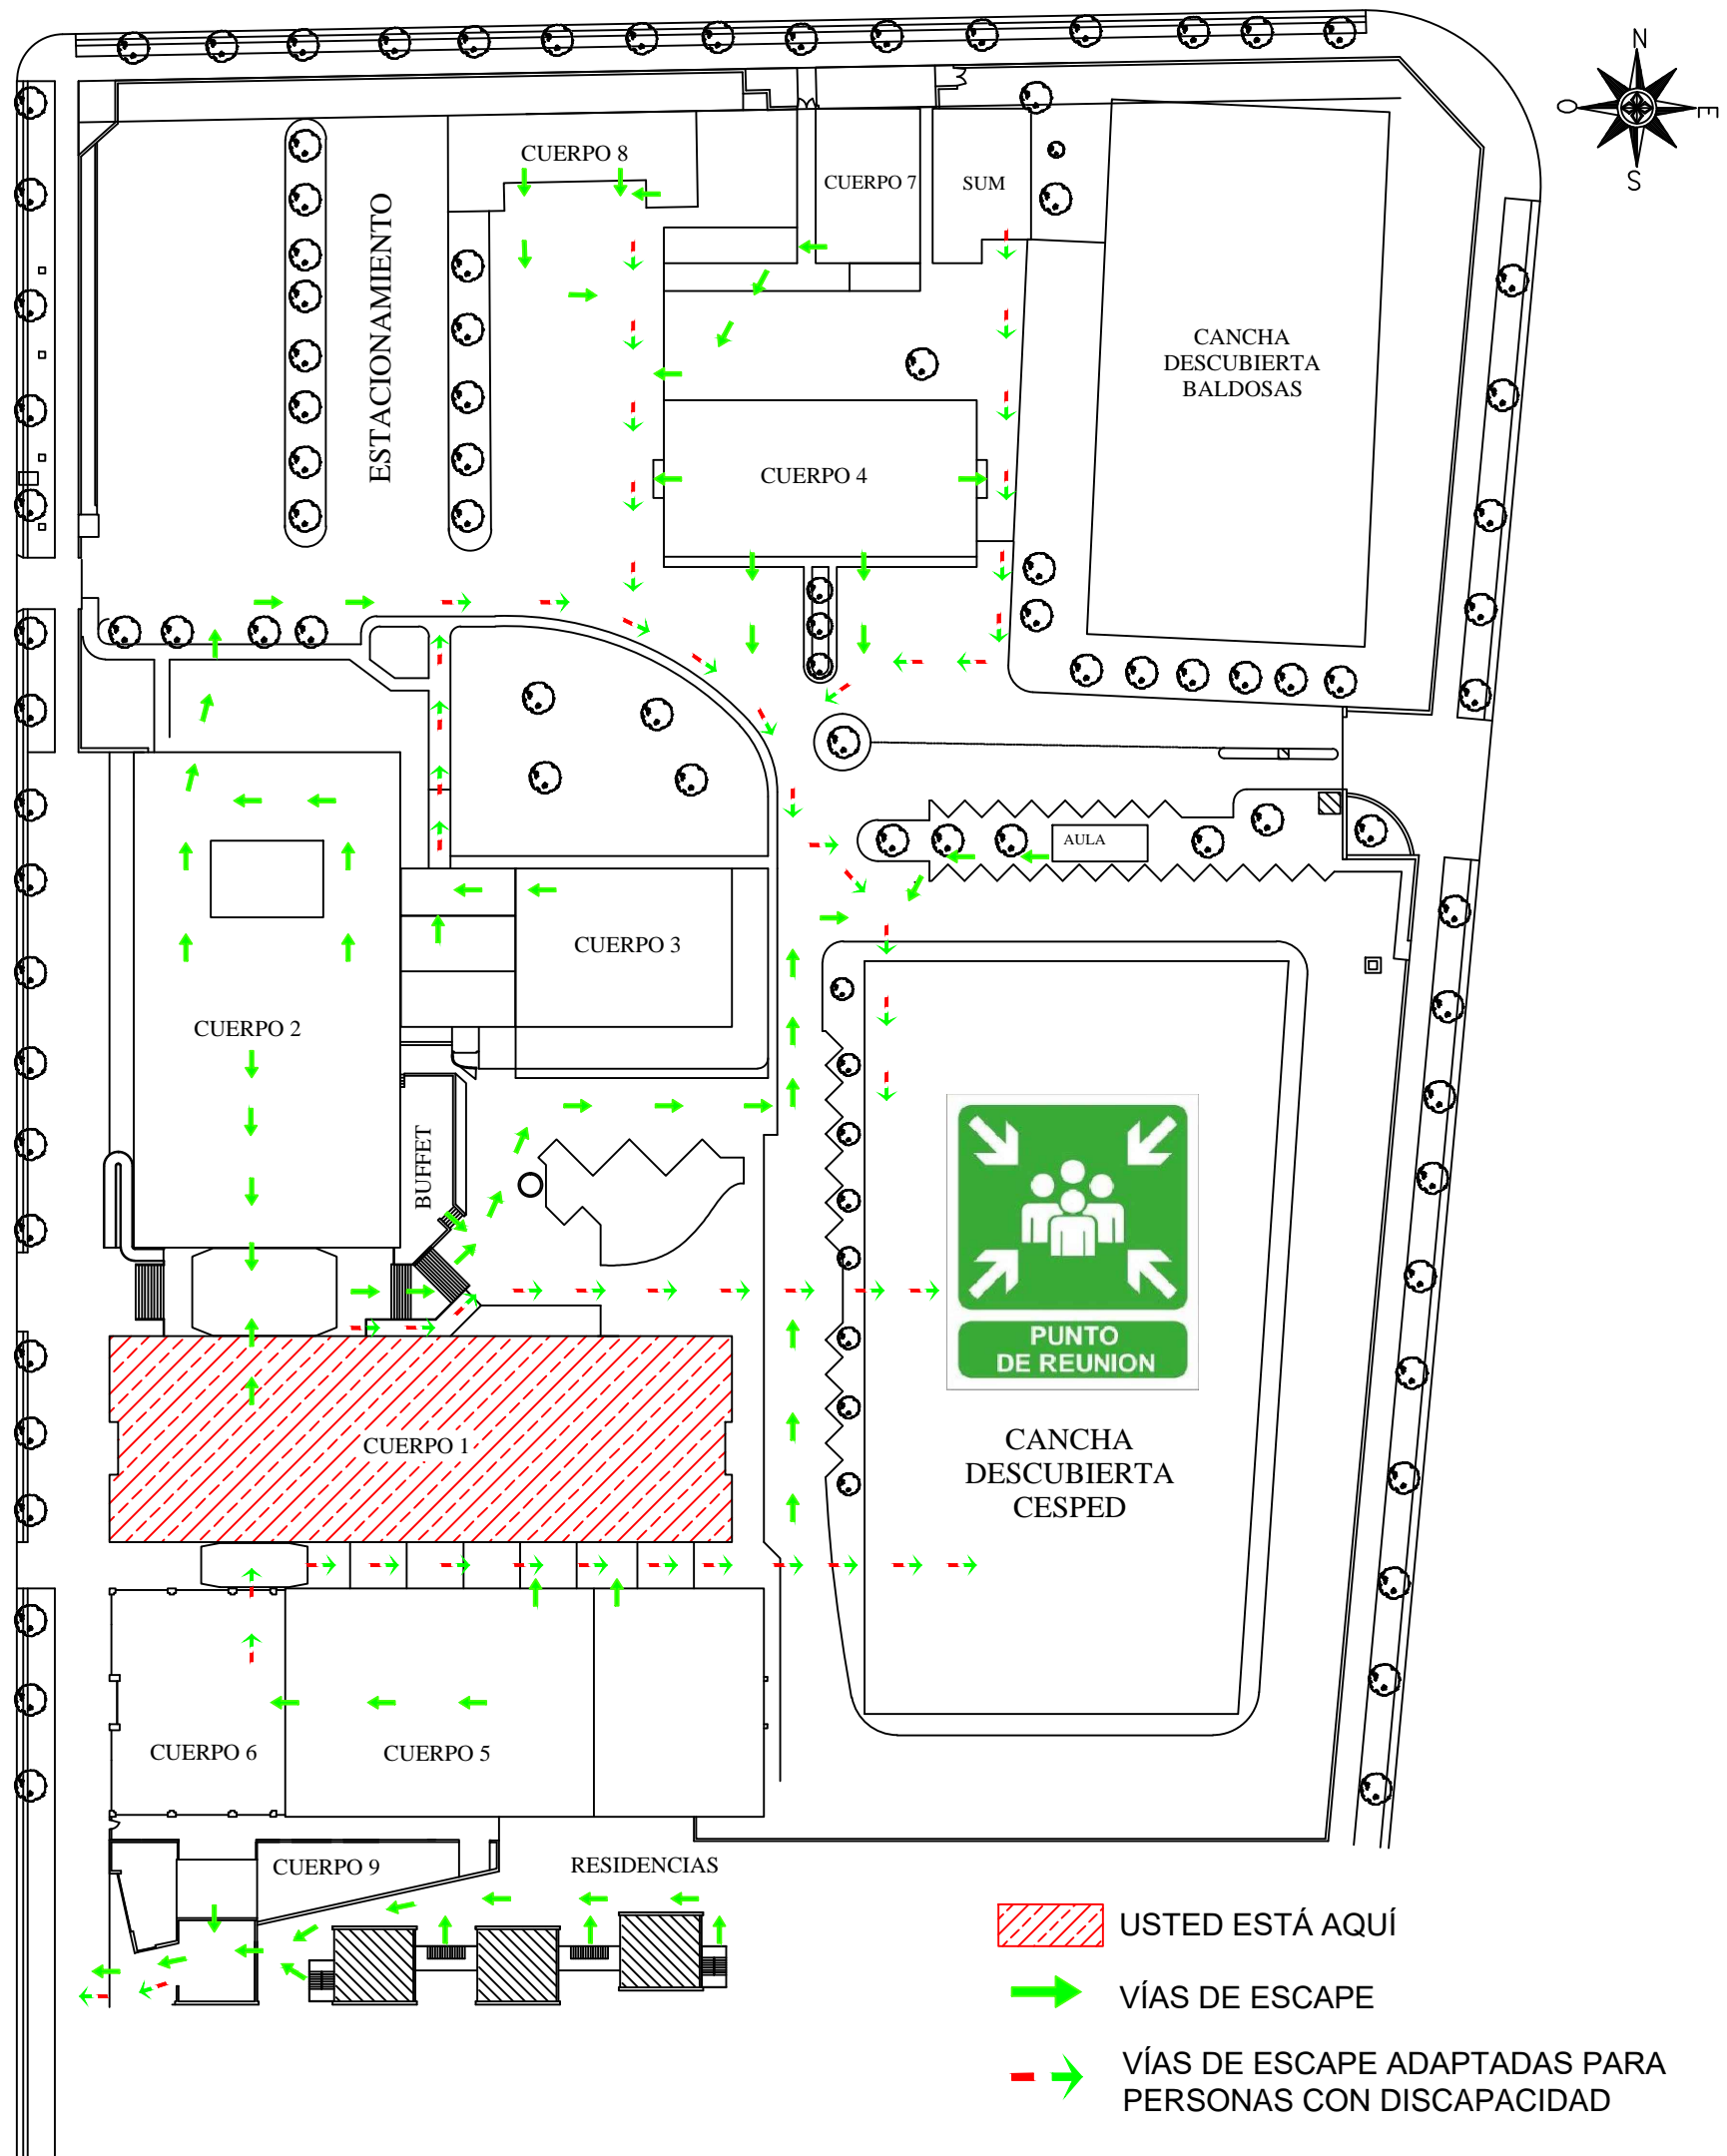 N
O
E
S
CUERPO 8
CUERPO 7
SUM
ESTACIONAMIENTO
CANCHA
DESCUBIERTA
BALDOSAS
CUERPO 4
AULA
CUERPO 3
CUERPO 2
BUFFET
PUNTO
DE REUNION
CUERPO 1
CANCHA
DESCUBIERTA
CESPED
CUERPO 6
CUERPO 5
CUERPO 9
RESIDENCIAS
USTED ESTÁ AQUÍ
VÍAS DE ESCAPE
VÍAS DE ESCAPE ADAPTADAS PARA
PERSONAS CON DISCAPACIDAD